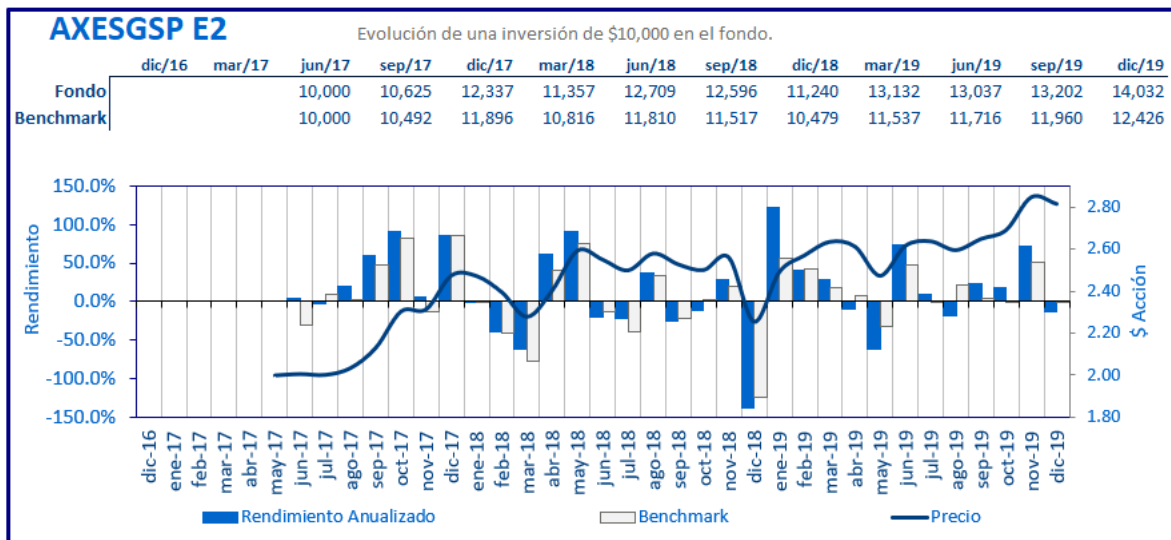 AXESGSP E2 Evolución de una inversión de $10,000 en el fondo.
dic/16 mar/17 jun/17 sep/17 dic/17 mar/18 jun/18 sep/18 dic/18 mar/19 jun/19 sep/19 dic/19
Fondo 10,000 10,625 12,337 11,357 12,709 12,596 11,240 13,132 13,037 13,202 14,032
Benchmark 10,000 10,492 11,896 10,816 11,810 11,517 10,479 11,537 11,716 11,960 12,426
Rendimiento
150.0%
100.0%
50.0%
0.0%
-50.0%
-100.0%
-150.0%
2.80
2.60
2.40
2.20
2.00
1.80
$ Acción
dic-16 ene-17 feb-17 mar-17 abr-17 may-17 jun-17 jul-17 ago-17 sep-17 oct-17 nov-17 dic-17 ene-18 feb-18 mar-18 abr-18 may-18 jun-18 jul-18 ago-18 sep-18 oct-18 nov-18 dic-18 ene-19 feb-19 mar-19 abr-19 may-19 jun-19 jul-19 ago-19 sep-19 oct-19 nov-19 dic-19
Rendimiento Anualizado Benchmark Precio